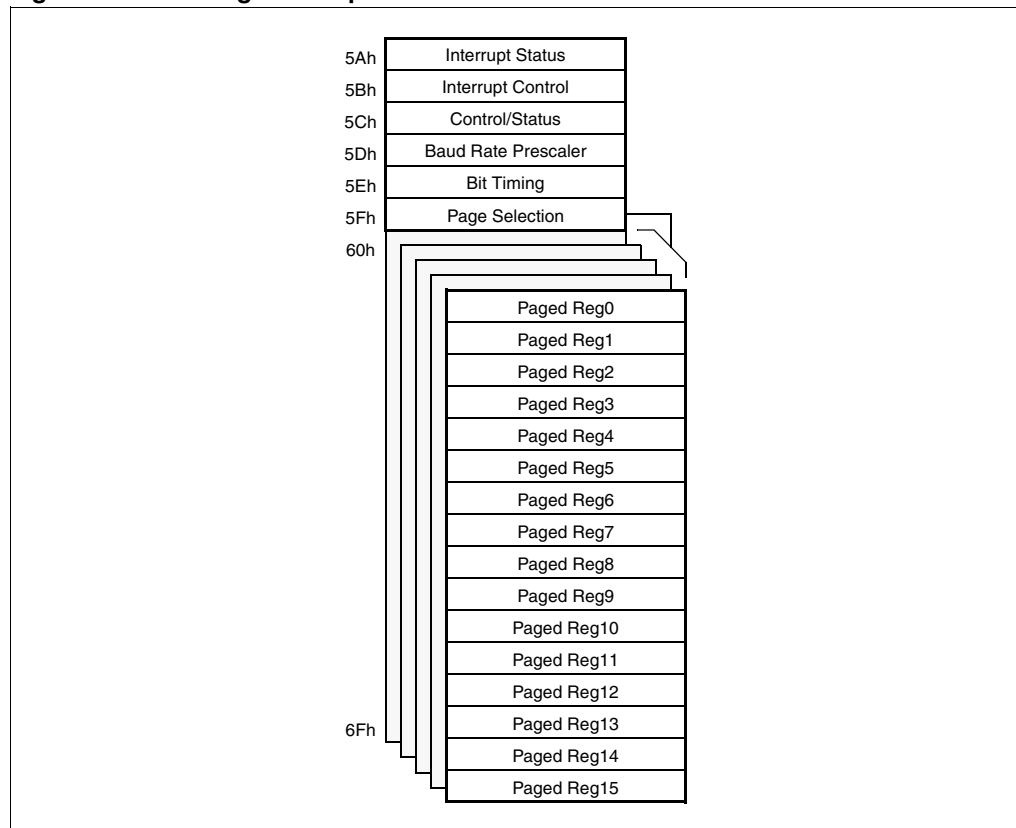 5Ah Interrupt Status
5Bh Interrupt Control
5Ch Control/Status
5Dh Baud Rate Prescaler
5Eh Bit Timing
5Fh Page Selection
60h
Paged Reg0
Paged Reg1
Paged Reg2
Paged Reg3
Paged Reg4
Paged Reg5
Paged Reg6
Paged Reg7
Paged Reg8
Paged Reg9
Paged Reg10
Paged Reg11
Paged Reg12
6Fh Paged Reg13
Paged Reg14
Paged Reg15